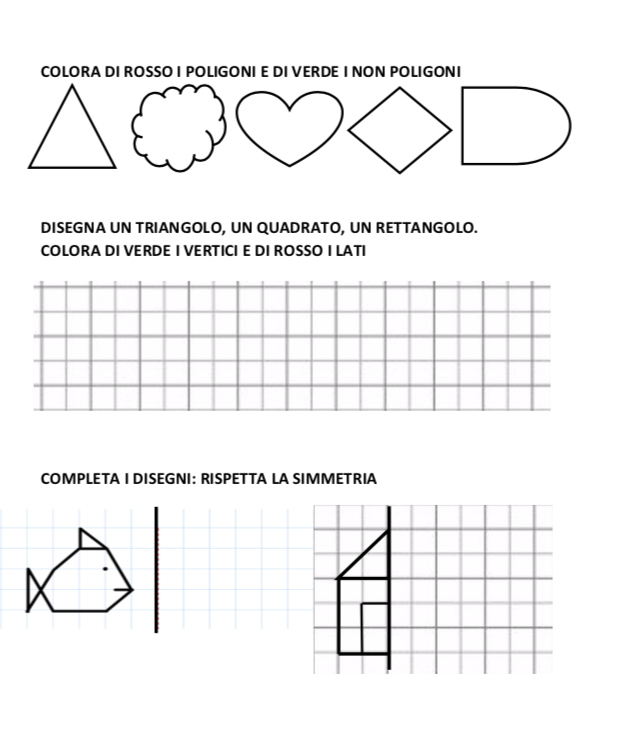 COLORA DI ROSSO I POLIGONI E DI VERDE I NON POLIGONI
DISEGNA UN TRIANGOLO, UN QUADRATO, UN RETTANGOLO.
COLORA DI VERDE I VERTICI E DI ROSSO I LATI
COMPLETA I DISEGNI: RISPETTA LA SIMMETRIA